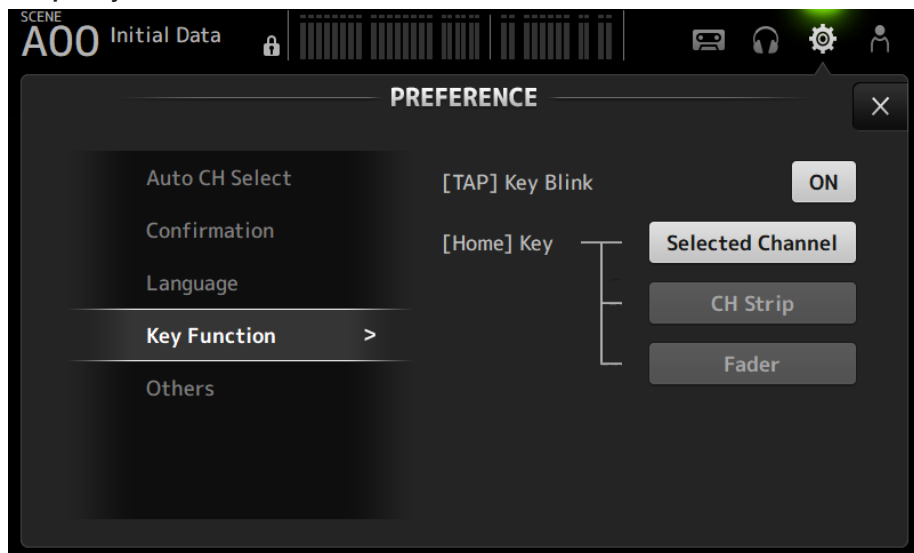 SCENE
A00 Initial Data
PREFERENCE
Auto CH Select
Confirmation
Language
Key Function >
Others
[TAP] Key Blink ON
[Home] Key Selected Channel
CH Strip
Fader